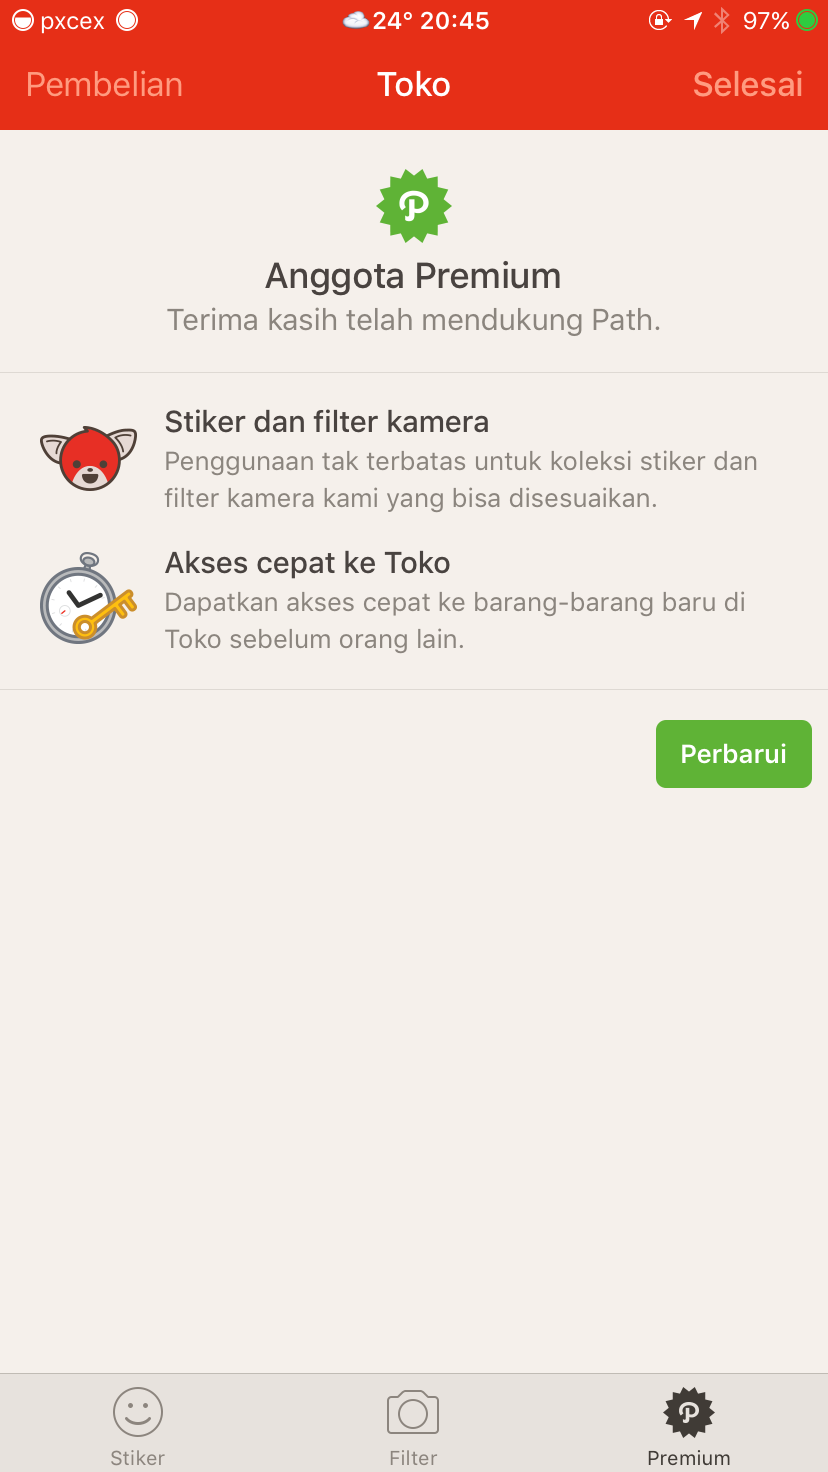 pxcex 24° 20:45 97%
Pembelian Toko Selesai
Anggota Premium
Terima kasih telah mendukung Path.
Stiker dan filter kamera
Penggunaan tak terbatas untuk koleksi stiker dan
filter kamera kami yang bisa disesuaikan.
Akses cepat ke Toko
Dapatkan akses cepat ke barang-barang baru di
Toko sebelum orang lain.
Perbarui
Stiker Filter Premium